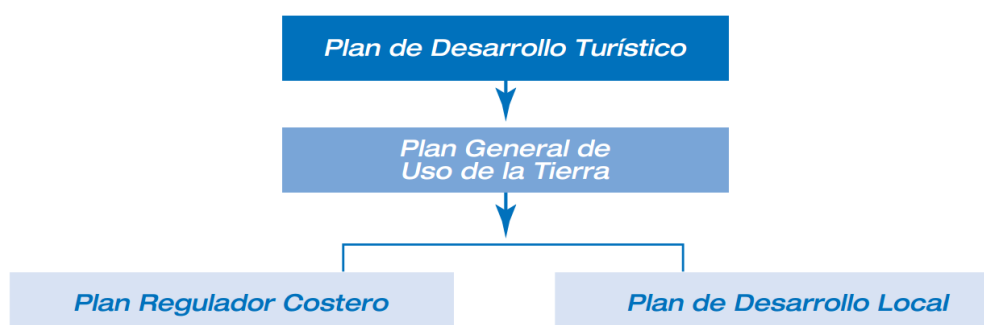 Plan de Desarrollo Turístico
Plan General de
Uso de la Tierra
Plan Regulador Costero
Plan de Desarrollo Local